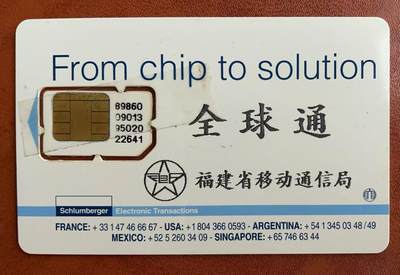 From chip to solution
89860
09013
95020
22641
全球通
福建省移动通信局
Schlumberger Electronic Transactions
FRANCE: + 33 1 47 46 66 67 - USA: +1 804 366 0593 - ARGENTINA: + 54 1 345 03 48 / 49
MEXICO: +52 5 260 34 09 - SINGAPORE: +65 746 63 44